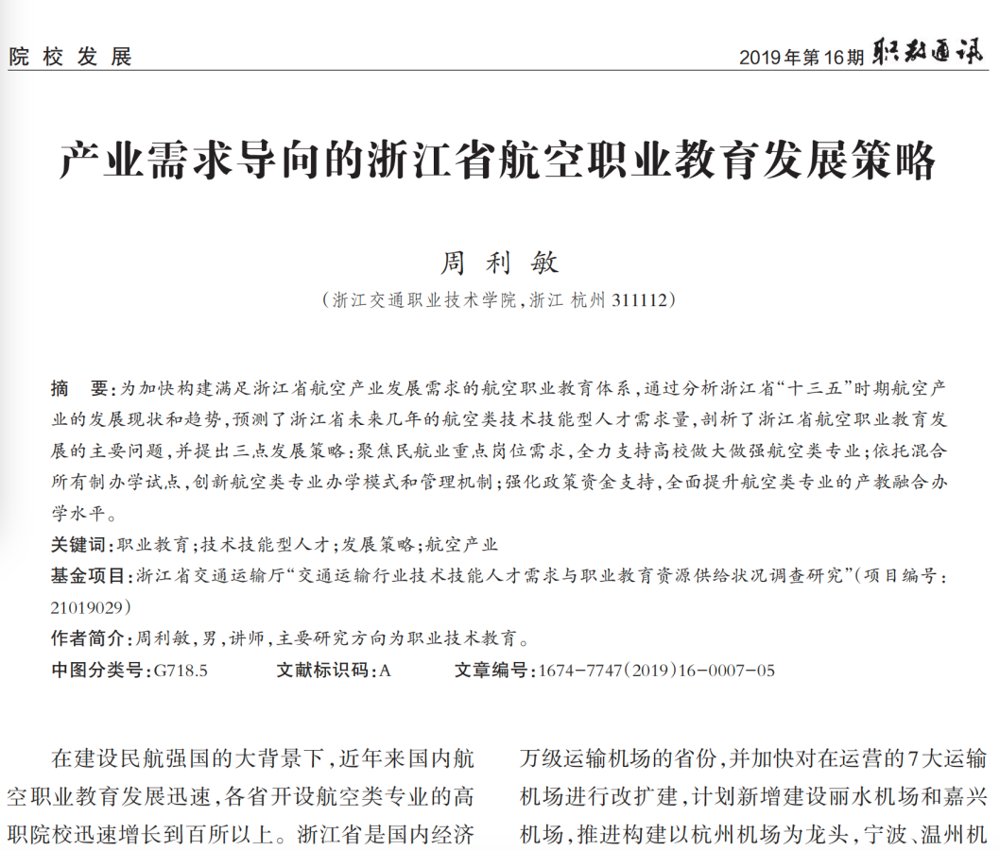 院校发展
2019年第16期 职教通讯
产业需求导向的浙江省航空职业教育发展策略
周利敏
(浙江交通职业技术学院,浙江 杭州 311112)
摘 要:为加快构建满足浙江省航空产业发展需求的航空职业教育体系,通过分析浙江省“十三五”时期航空产
业的发展现状和趋势,预测了浙江省未来几年的航空类技术技能型人才需求量,剖析了浙江省航空职业教育发
展的主要问题,并提出三点发展策略:聚焦民航业重点岗位需求,全力支持高校做大做强航空类专业;依托混合
所有制办学试点,创新航空类专业办学模式和管理机制;强化政策资金支持,全面提升航空类专业的产教融合办
学水平。
关键词:职业教育;技术技能型人才;发展策略;航空产业
基金项目:浙江省交通运输厅“交通运输行业技术技能人才需求与职业教育资源供给状况调查研究”(项目编号:
21019029)
作者简介:周利敏,男,讲师,主要研究方向为职业技术教育。
中图分类号:G718.5 文献标识码:A 文章编号:1674-7747(2019)16-0007-05
在建设民航强国的大背景下,近年来国内航
空职业教育发展迅速,各省开设航空类专业的高
职院校迅速增长到百所以上。浙江省是国内经济
万级运输机场的省份,并加快对在运营的7大运输
机场进行改扩建,计划新增建设丽水机场和嘉兴
机场,推进构建以杭州机场为龙头,宁波、温州机